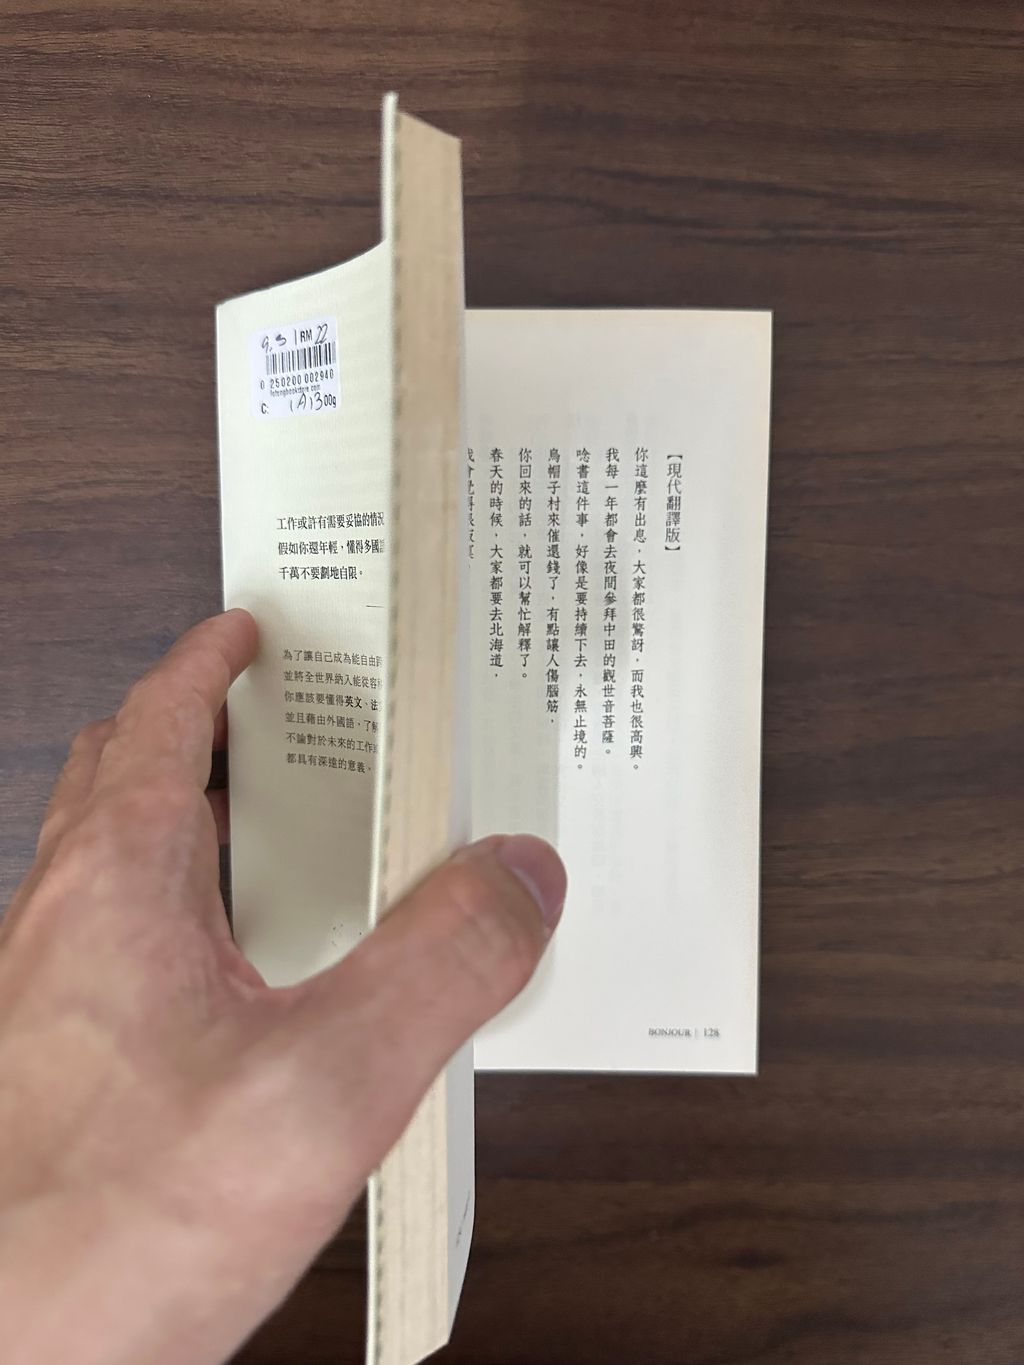 9.3 RM 22
0 250200 002940
C:
00g
工作或許有需要妥協的情況
假如你還年輕，懂得多國語
千萬不要劃地自限。
為了讓自己成為能自由
並將全世界納入能從容
你應該要懂得英文、法
並且藉由外國語、了解
不論對於未來的工作
都具有深遠的意義。
【現代翻譯版】
你這麼有出息，大家都很驚訝，而我也很高興。
我每一年都會去夜間參拜中田的觀世音菩薩。
唸書這件事，好像是要持續下去，永無止境的。
烏帽子村來催還錢了，有點讓人傷腦筋，
你回來的話，就可以幫忙解釋了。
春天的時候，大家都要去北海道，
BONJOUR | 128